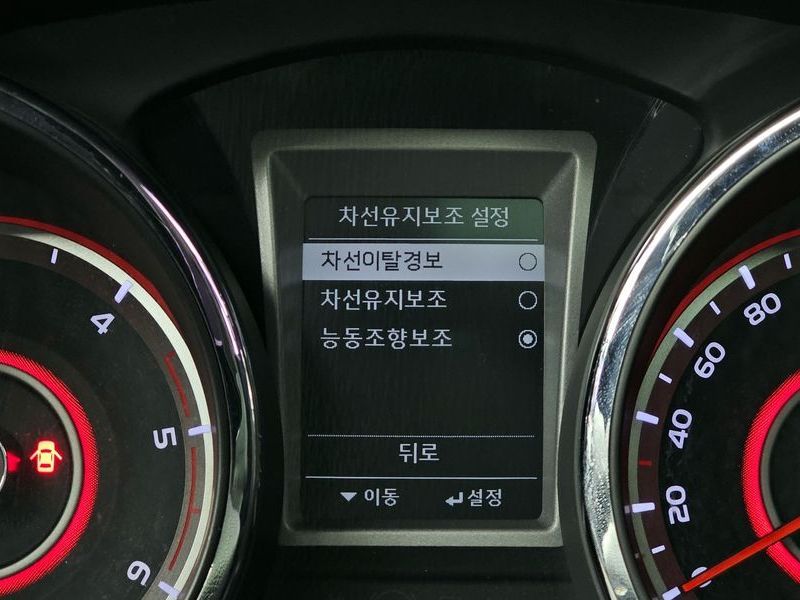 차선유지보조 설정
차선이탈경보
차선유지보조
능동조향보조
뒤로
▼ 이동 ↵ 설정
4
5
6
80
60
40
20